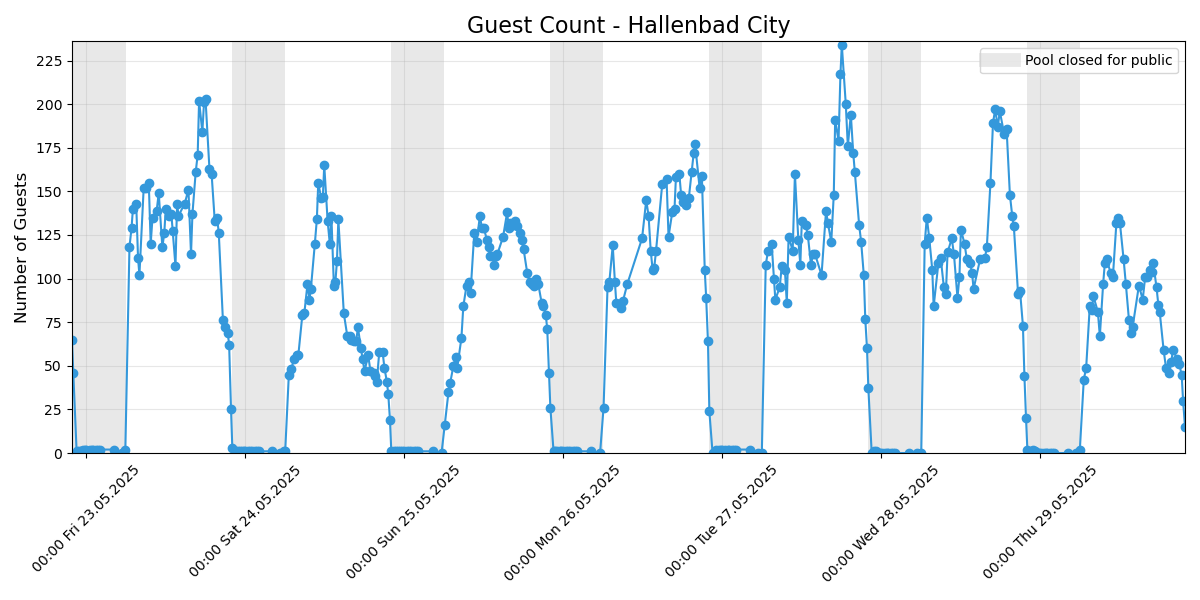 Guest Count - Hallenbad City
Pool closed for public
Number of Guests
225
200
175
150
125
100
75
50
25
0
00:00 Fri 23.05.2025
00:00 Sat 24.05.2025
00:00 Sun 25.05.2025
00:00 Mon 26.05.2025
00:00 Tue 27.05.2025
00:00 Wed 28.05.2025
00:00 Thu 29.05.2025